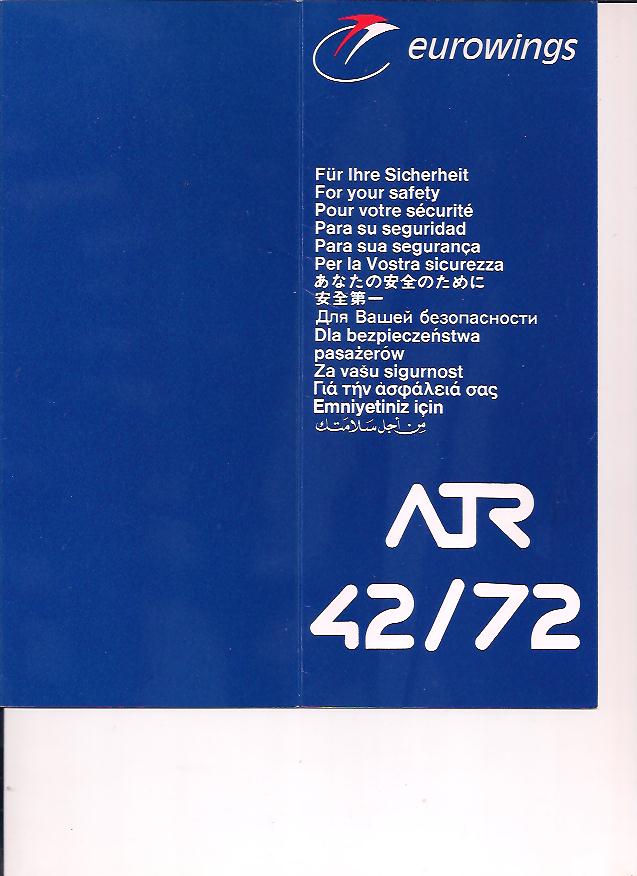 eurowings
Für Ihre Sicherheit
For your safety
Pour votre sécurité
Para su seguridad
Para sua segurança
Per la Vostra sicurezza
あなたの安全のために
安全第一
Для Вашей безопасности
Dla bezpieczeństwa
pasażerów
Za vašu sigurnost
Γιά τήν ἀσφάλειά σας
Emniyetiniz için
من أجل سلامتك
ATR
42/72